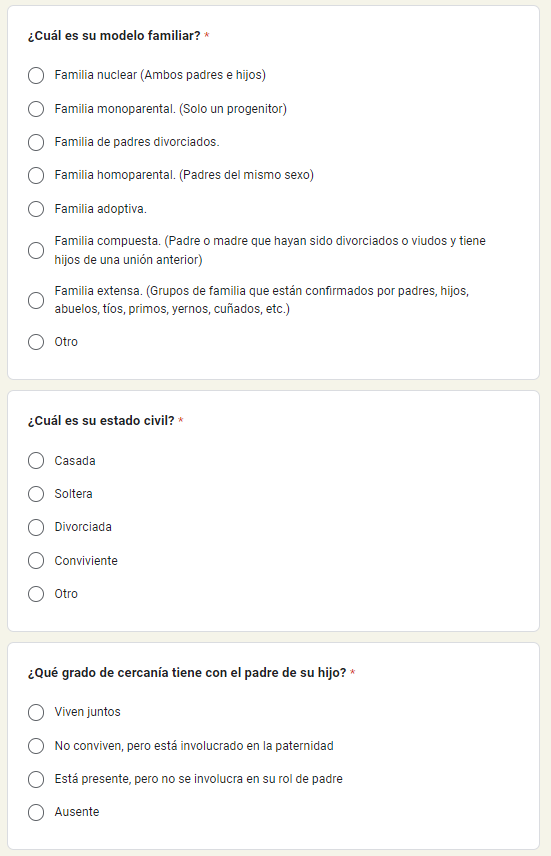 ¿Cuál es su modelo familiar? *
Familia nuclear (Ambos padres e hijos)
Familia monoparental. (Solo un progenitor)
Familia de padres divorciados.
Familia homoparental. (Padres del mismo sexo)
Familia adoptiva.
Familia compuesta. (Padre o madre que hayan sido divorciados o viudos y tiene
hijos de una unión anterior)
Familia extensa. (Grupos de familia que están confirmados por padres, hijos,
abuelos, tíos, primos, yernos, cuñados, etc.)
Otro
¿Cuál es su estado civil? *
Casada
Soltera
Divorciada
Conviviente
Otro
¿Qué grado de cercanía tiene con el padre de su hijo? *
Viven juntos
No conviven, pero está involucrado en la paternidad
Está presente, pero no se involucra en su rol de padre
Ausente